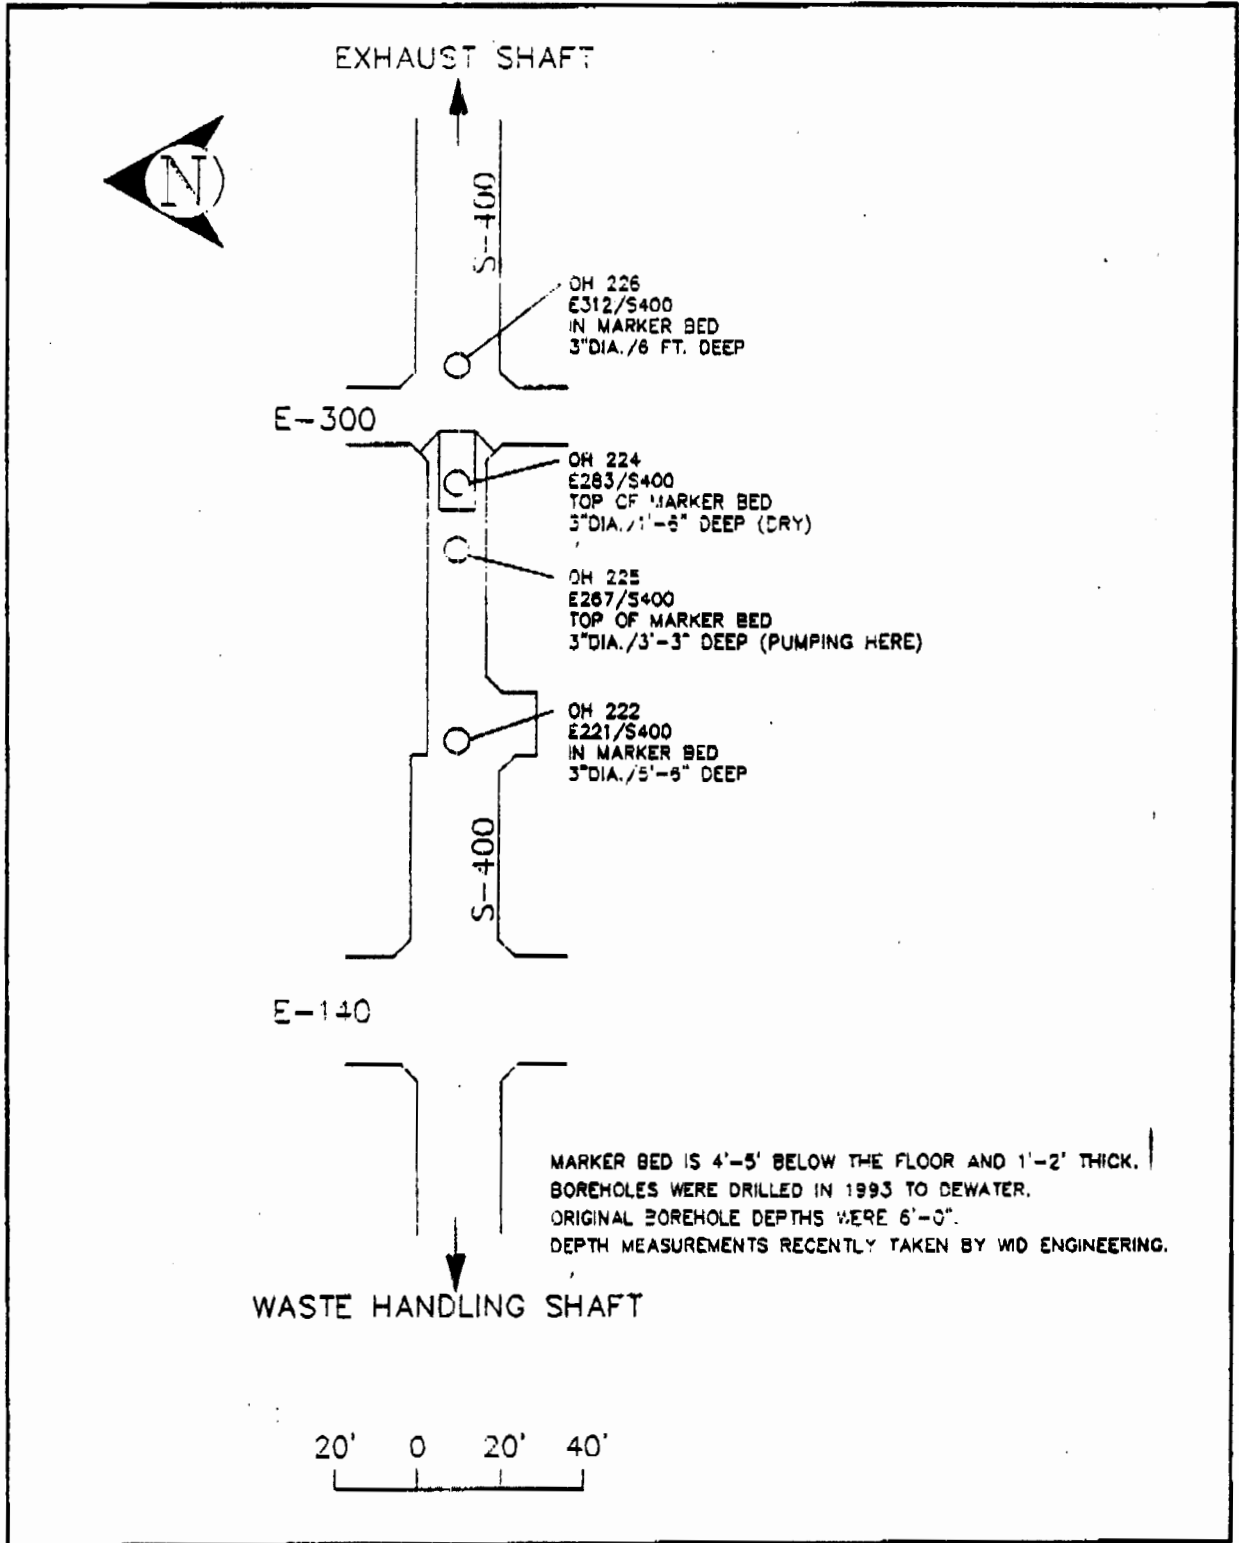 EXHAUST SHAFT
N
S-400
OH 226
E312/S400
IN MARKER BED
3"DIA./6 FT. DEEP
E-300
OH 224
E283/S400
TOP OF MARKER BED
3"DIA./1'-6" DEEP (DRY)
OH 225
E267/S400
TOP OF MARKER BED
3"DIA./3'-3" DEEP (PUMPING HERE)
OH 222
E221/S400
IN MARKER BED
3"DIA./5'-6" DEEP
S-400
E-140
MARKER BED IS 4'-5' BELOW THE FLOOR AND 1'-2' THICK.
BOREHOLES WERE DRILLED IN 1993 TO DEWATER.
ORIGINAL BOREHOLE DEPTHS WERE 6'-0".
DEPTH MEASUREMENTS RECENTLY TAKEN BY WID ENGINEERING.
WASTE HANDLING SHAFT
20' 0 20' 40'